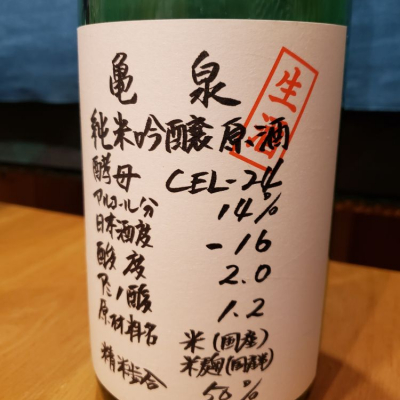 亀泉
生酒
純米吟醸原酒
酵母 CEL-24
アルコール分 14%
日本酒度 -16
酸度 2.0
アミノ酸 1.2
原材料名 米(国産)
米麹(国産米)
精米歩合 50%